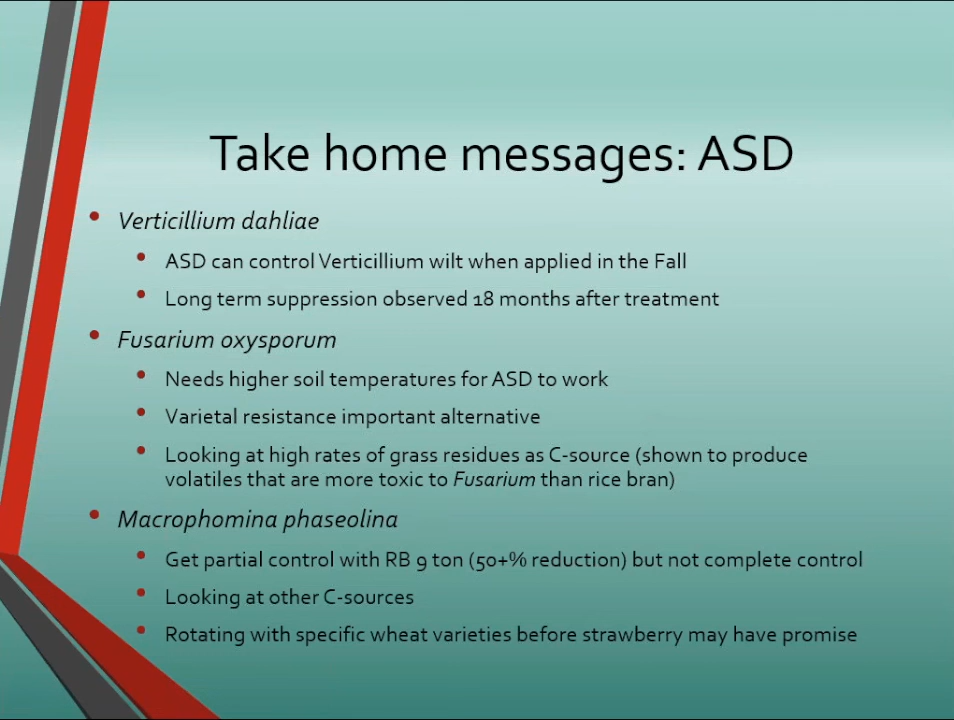 Take home messages: ASD
• Verticillium dahliae
• ASD can control Verticillium wilt when applied in the Fall
• Long term suppression observed 18 months after treatment
• Fusarium oxysporum
• Needs higher soil temperatures for ASD to work
• Varietal resistance important alternative
• Looking at high rates of grass residues as C-source (shown to produce
volatiles that are more toxic to Fusarium than rice bran)
• Macrophomina phaseolina
• Get partial control with RB 9 ton (50+% reduction) but not complete control
• Looking at other C-sources
• Rotating with specific wheat varieties before strawberry may have promise